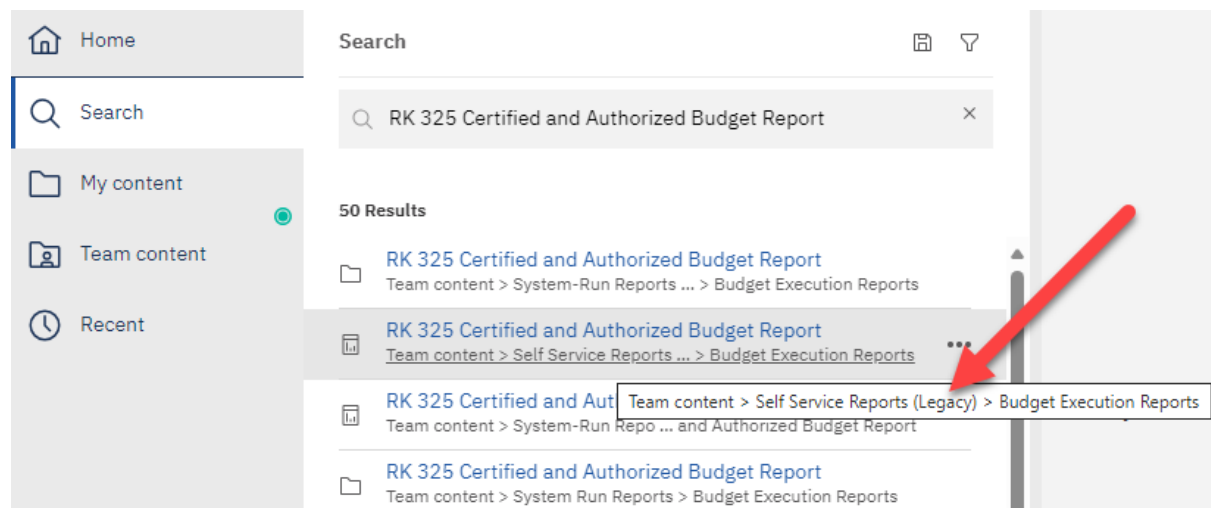 Home
Search
My content
Team content
Recent
Search
RK 325 Certified and Authorized Budget Report
50 Results
RK 325 Certified and Authorized Budget Report
Team content > System-Run Reports ... > Budget Execution Reports
RK 325 Certified and Authorized Budget Report
Team content > Self Service Reports ... > Budget Execution Reports
Team content > Self Service Reports (Legacy) > Budget Execution Reports
RK 325 Certified and
Team content > System-Run Repo ... and Authorized Budget Report
RK 325 Certified and Authorized Budget Report
Team content > System Run Reports > Budget Execution Reports